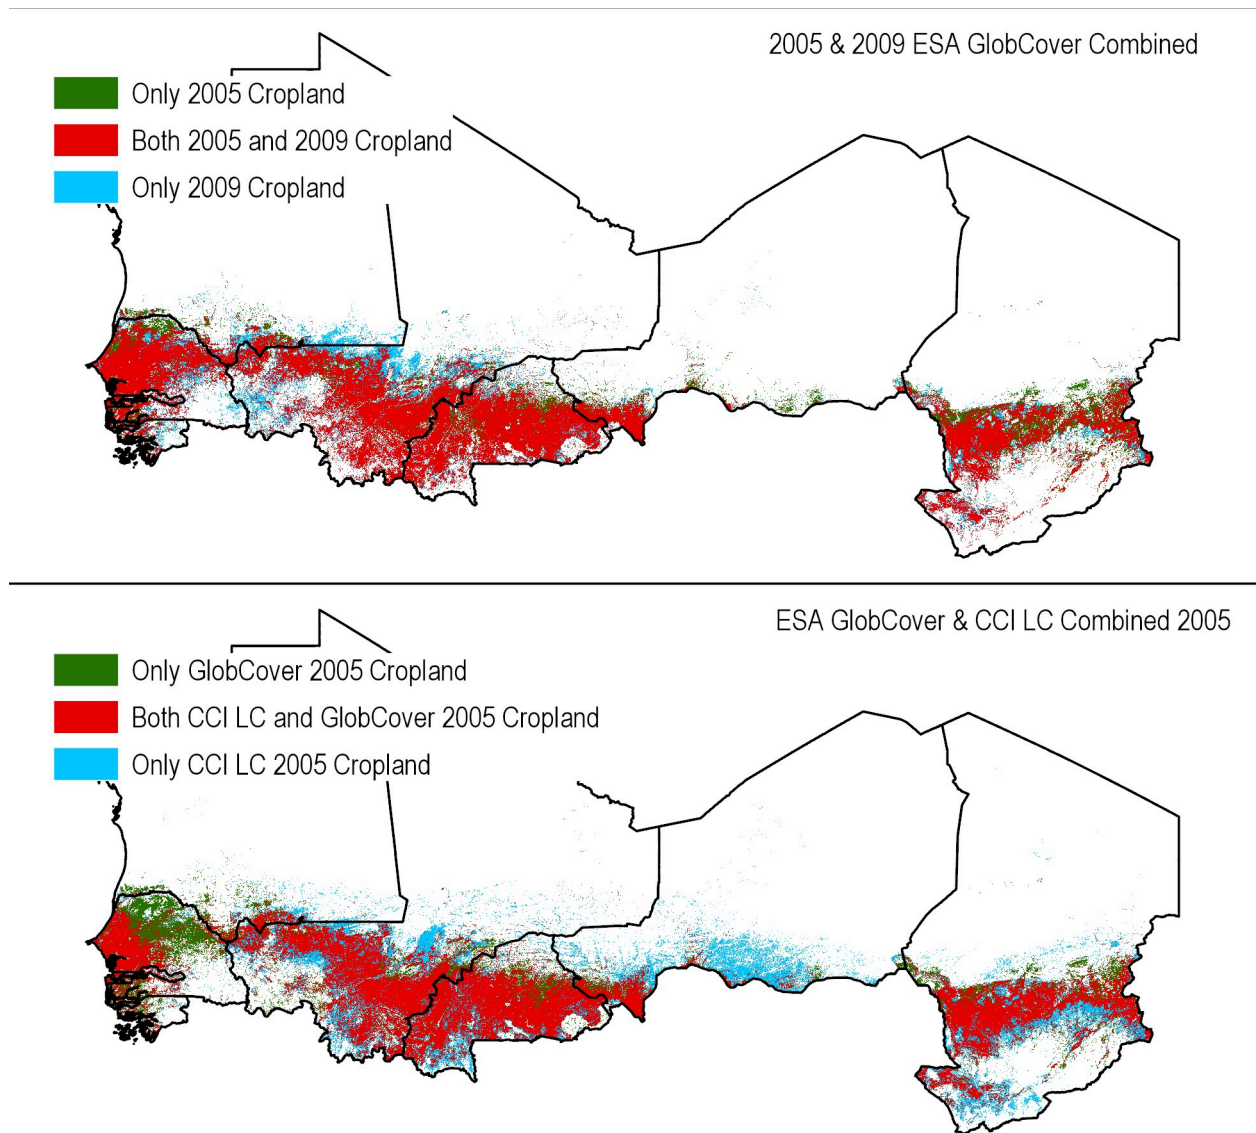 2005 & 2009 ESA GlobCover Combined
Only 2005 Cropland
Both 2005 and 2009 Cropland
Only 2009 Cropland
ESA GlobCover & CCI LC Combined 2005
Only GlobCover 2005 Cropland
Both CCI LC and GlobCover 2005 Cropland
Only CCI LC 2005 Cropland